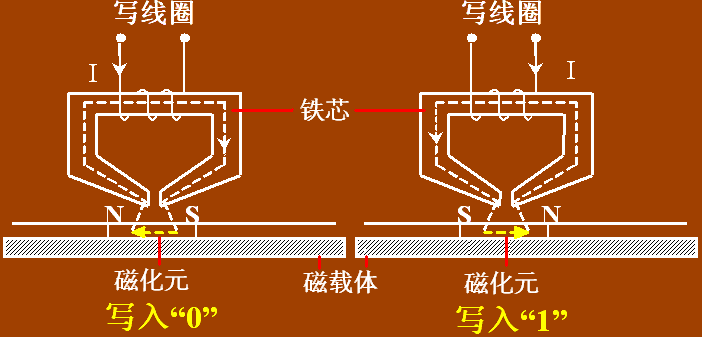 写线圈 写线圈
I I
铁芯
N S S N
磁化元 磁载体 磁化元
写入“0” 写入“1”